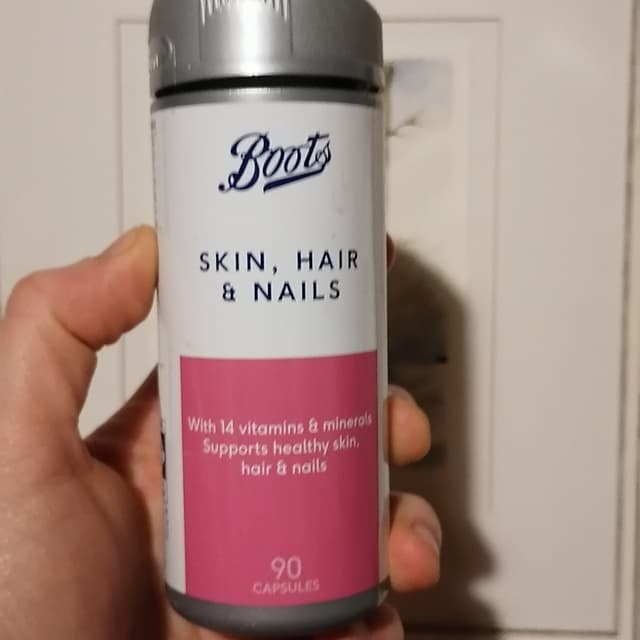 Boots
SKIN, HAIR
& NAILS
With 14 vitamins & minerals
Supports healthy skin,
hair & nails
90
CAPSULES